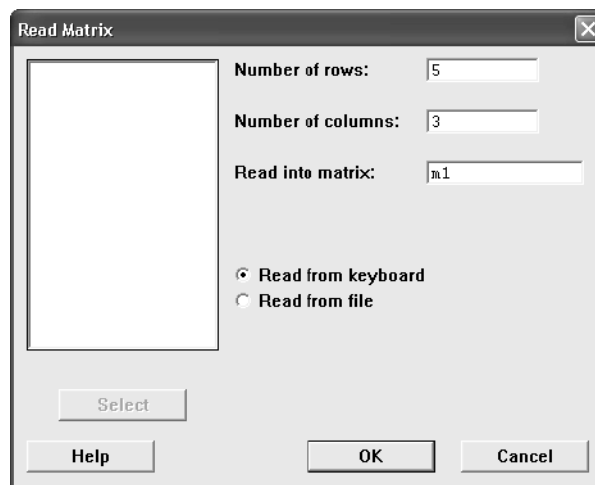 Read Matrix
Number of rows: 5
Number of columns: 3
Read into matrix: m1
Read from keyboard
Read from file
Select
Help OK Cancel